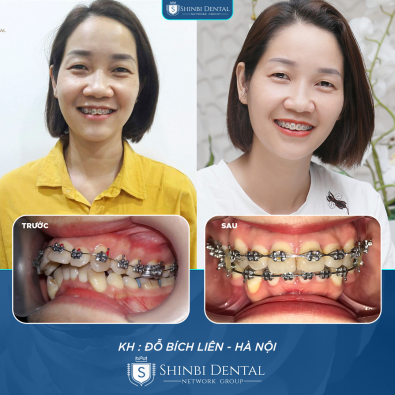 SHINBI DENTAL
NETWORK GROUP
TRƯỚC
SAU
KH : ĐỖ BÍCH LIÊN - HÀ NỘI
S
SHINBI DENTAL
NETWORK GROUP